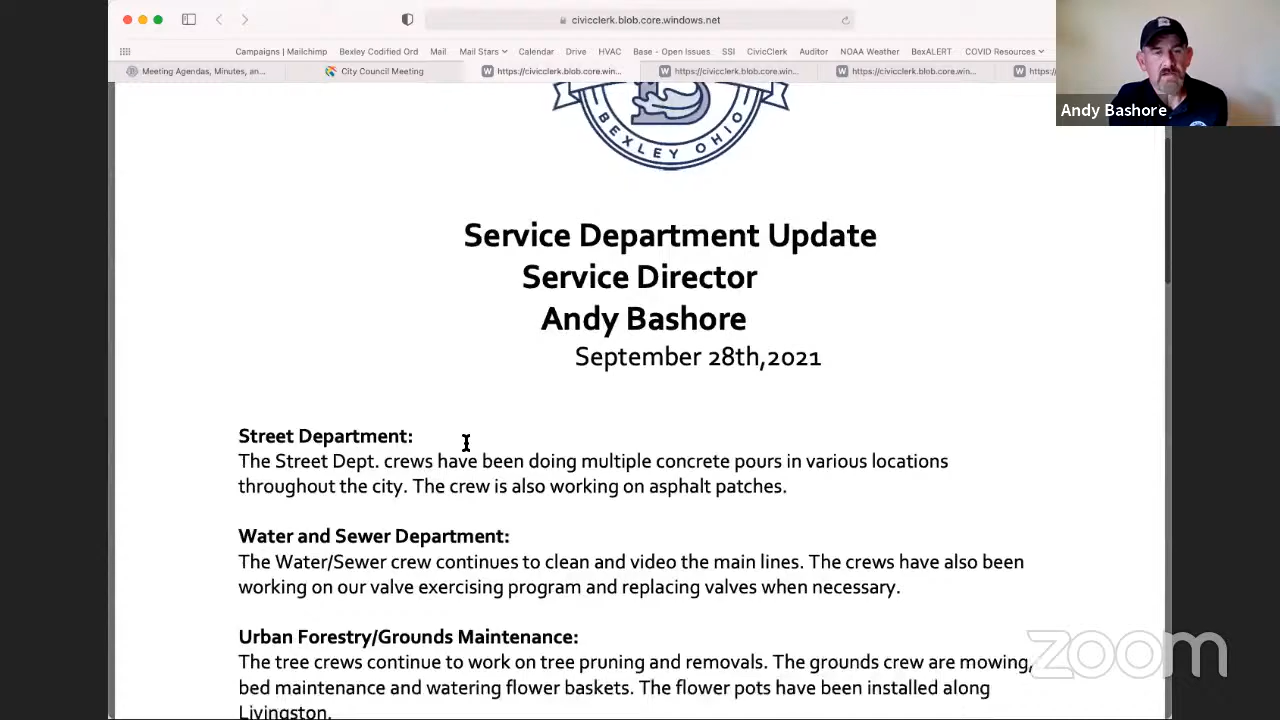 civicclerk.blob.core.windows.net
Campaigns | Mailchimp Bexley Codified Ord Mail Mail Stars Calendar Drive HVAC Base - Open Issues SSI CivicClerk Auditor NOAA Weather BexALERT COVID Resources
Meeting Agendas, Minutes, an... City Council Meeting https://civicclerk.blob.core.win... https://civicclerk.blob.core.win... https://civicclerk.blob.core.win... https:/
Andy Bashore
BEXLEY OHIO
Service Department Update
Service Director
Andy Bashore
September 28th,2021
Street Department:
The Street Dept. crews have been doing multiple concrete pours in various locations
throughout the city. The crew is also working on asphalt patches.
Water and Sewer Department:
The Water/Sewer crew continues to clean and video the main lines. The crews have also been
working on our valve exercising program and replacing valves when necessary.
Urban Forestry/Grounds Maintenance:
The tree crews continue to work on tree pruning and removals. The grounds crew are mowing,
bed maintenance and watering flower baskets. The flower pots have been installed along
Livingston.
zoom